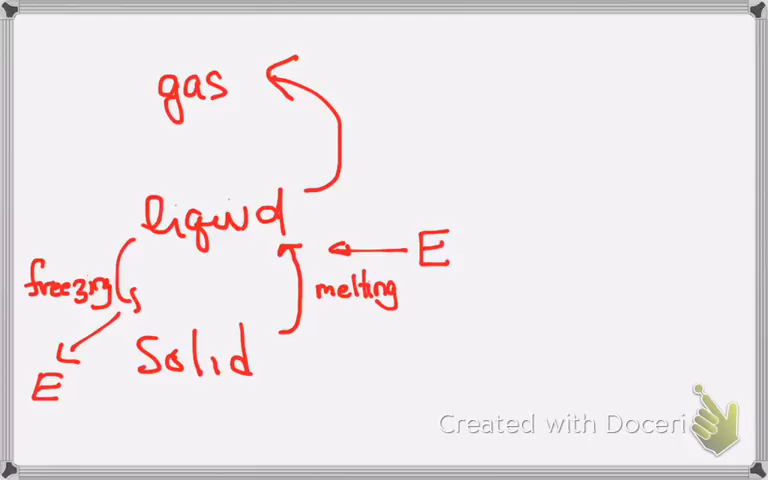 gas
liquid
E
freezing
melting
Solid
E
Created with Doceri